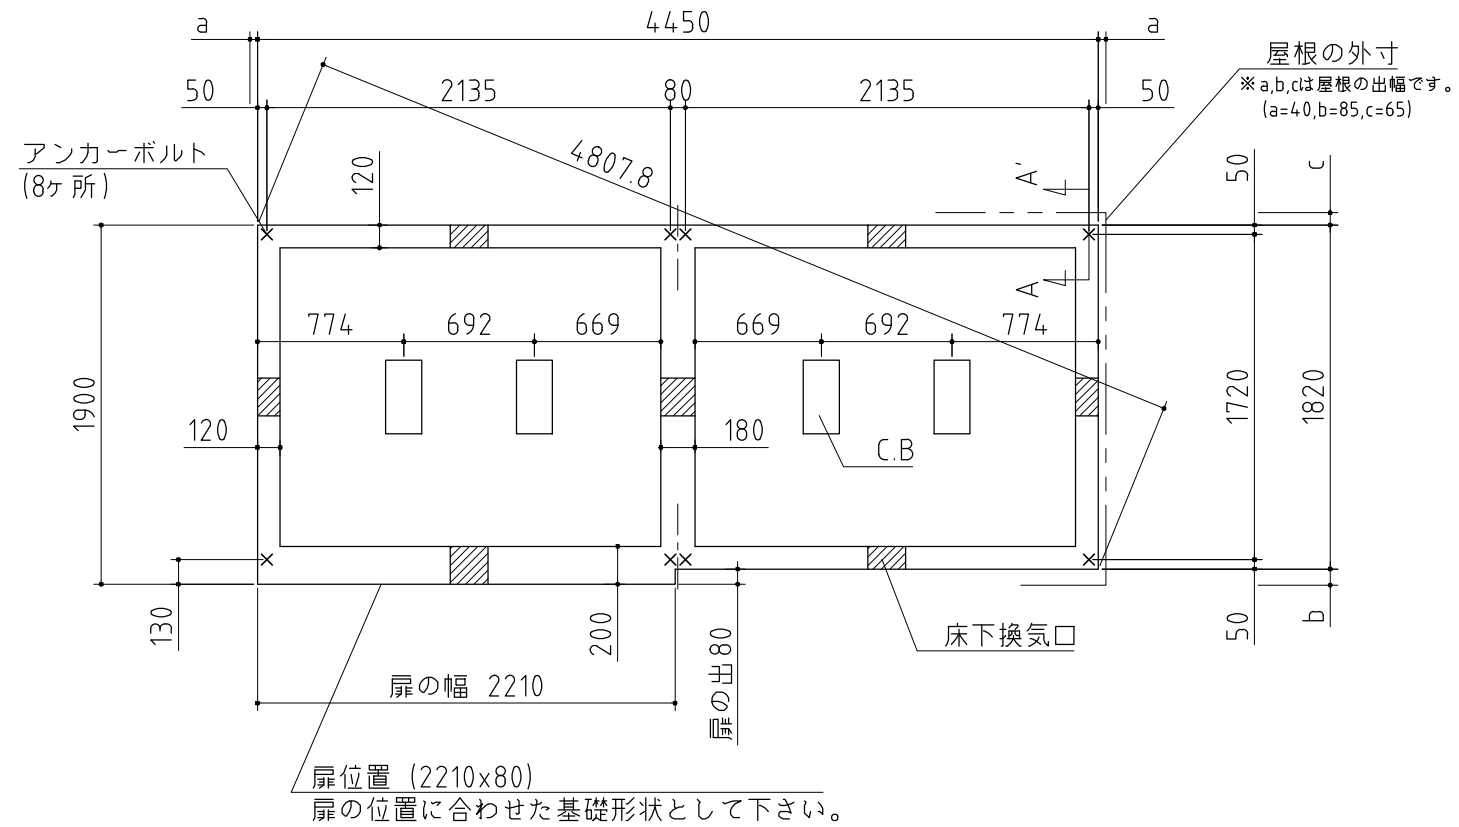 a
4450
a
屋根の外寸
※a,b,cは屋根の出幅です。
(a=40,b=85,c=65)
50
2135
80
2135
50
アンカーボルト
(8ヶ所)
120
4807.8
A'
50
c
A
774
692
669
669
692
774
1900
1720
1820
120
180
C.B
130
200
扉の出80
床下換気口
50
b
扉の幅 2210
扉位置 (2210x80)
扉の位置に合わせた基礎形状として下さい。